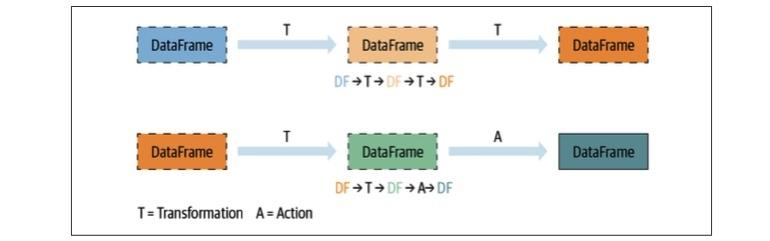 T T
DataFrame DataFrame DataFrame
DF→T→DF→T→DF
T A
DataFrame DataFrame DataFrame
DF→T→DF→A→DF
T = Transformation A = Action